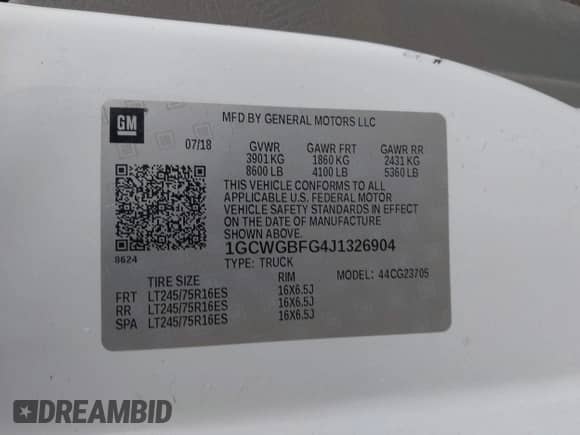 GM
MFD BY GENERAL MOTORS LLC
07/18
GVWR GAWR FRT GAWR RR
3901 KG 1860 KG 2431 KG
8600 LB 4100 LB 5360 LB
THIS VEHICLE CONFORMS TO ALL
APPLICABLE U.S. FEDERAL MOTOR
VEHICLE SAFETY STANDARDS IN EFFECT
ON THE DATE OF MANUFACTURE
SHOWN ABOVE.
8624
1GCWGBFG4J1326904
TYPE: TRUCK
MODEL: 44CG23705
TIRE SIZE RIM
FRT LT245/75R16ES 16X6.5J
RR LT245/75R16ES 16X6.5J
SPA LT245/75R16ES 16X6.5J
DREAMBID